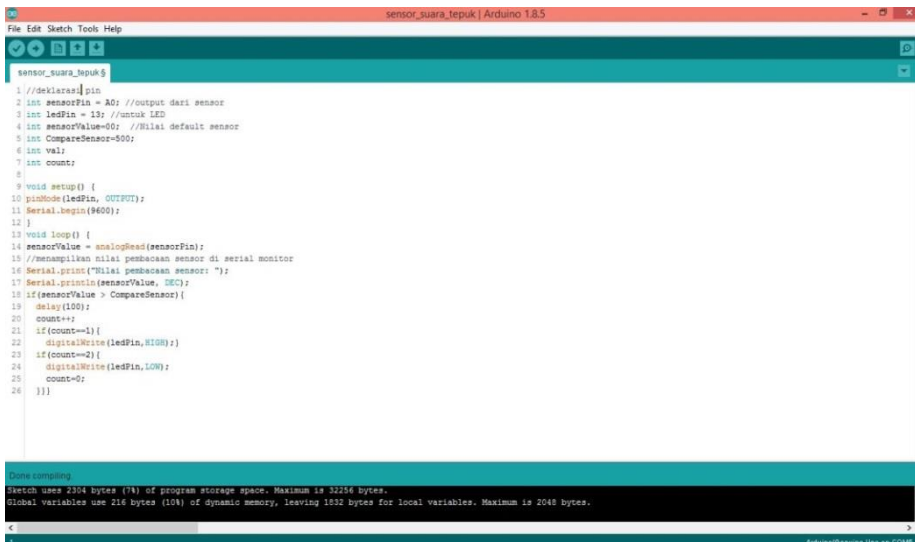 sensor_suara_tepuk | Arduino 1.8.5
File Edit Sketch Tools Help
sensor_suara_tepuk §
1 //deklarasi pin
2 int sensorPin = A0; //output dari sensor
3 int ledPin = 13; //untuk LED
4 int sensorValue=00; //Nilai default sensor
5 int CompareSensor=500;
6 int val;
7 int count;
8
9 void setup() {
10 pinMode(ledPin, OUTPUT);
11 Serial.begin(9600);
12 }
13 void loop() {
14 sensorValue = analogRead(sensorPin);
15 //menampilkan nilai pembacaan sensor di serial monitor
16 Serial.print("Nilai pembacaan sensor: ");
17 Serial.println(sensorValue, DEC);
18 if(sensorValue > CompareSensor){
19 delay(100);
20 count++;
21 if(count==1){
22 digitalWrite(ledPin,HIGH);}
23 if(count==2){
24 digitalWrite(ledPin,LOW);
25 count=0;
26 }}}
Done compiling.
Sketch uses 2304 bytes (7%) of program storage space. Maximum is 32256 bytes.
Global variables use 216 bytes (10%) of dynamic memory, leaving 1832 bytes for local variables. Maximum is 2048 bytes.